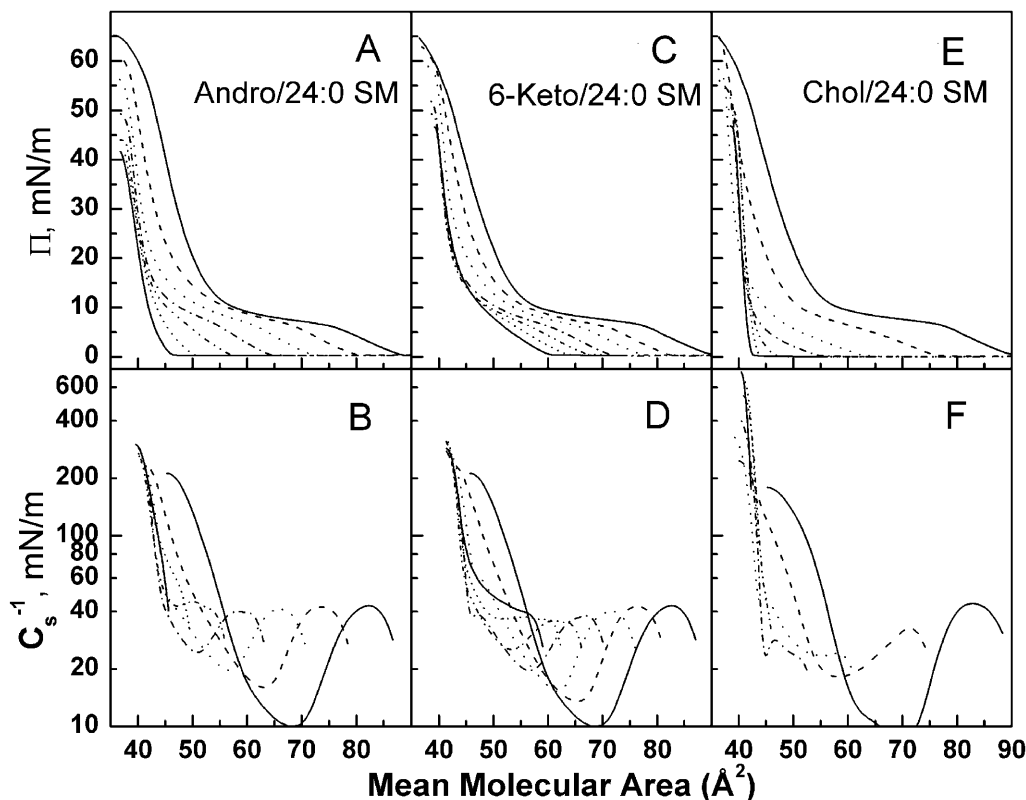 A
C
E
Andro/24:0 SM
6-Keto/24:0 SM
Chol/24:0 SM
Π, mN/m
60
50
40
30
20
10
0
B
D
F
Cs⁻¹, mN/m
600
400
200
100
80
60
40
20
10
40 50 60 70 80 40 50 60 70 80 40 50 60 70 80 90
Mean Molecular Area (Å²)